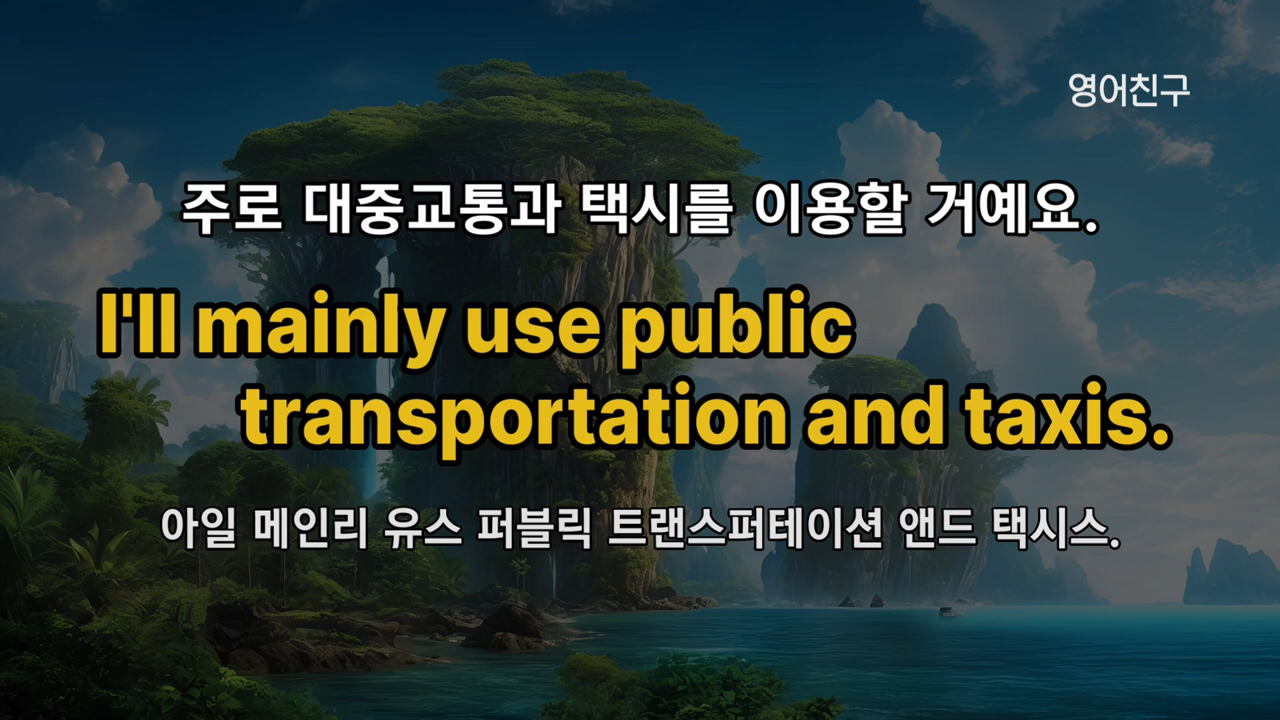 영어친구
주로 대중교통과 택시를 이용할 거예요.
I'll mainly use public
transportation and taxis.
아일 메인리 유스 퍼블릭 트랜스퍼테이션 앤드 택시스.